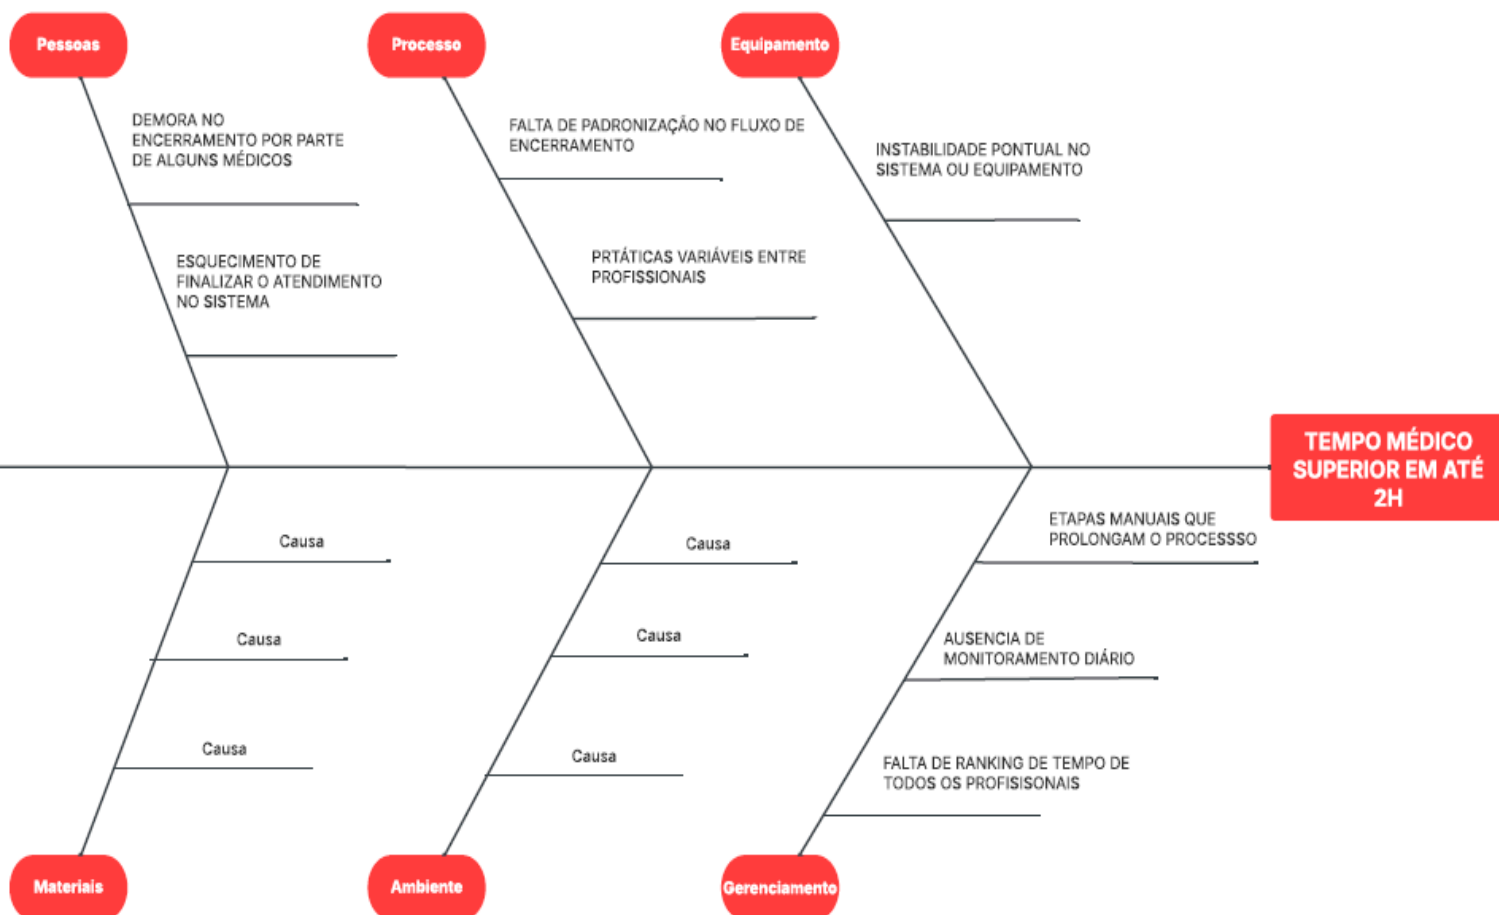 Pessoas
Processo
Equipamento
DEMORA NO
ENCERRAMENTO POR PARTE
DE ALGUNS MÉDICOS
FALTA DE PADRONIZAÇÃO NO FLUXO DE
ENCERRAMENTO
INSTABILIDADE PONTUAL NO
SISTEMA OU EQUIPAMENTO
ESQUECIMENTO DE
FINALIZAR O ATENDIMENTO
NO SISTEMA
PRTÁTICAS VARIÁVEIS ENTRE
PROFISSIONAIS
TEMPO MÉDICO
SUPERIOR EM ATÉ
2H
Causa
Causa
Causa
Causa
Causa
Causa
ETAPAS MANUAIS QUE
PROLONGAM O PROCESSSO
AUSENCIA DE
MONITORAMENTO DIÁRIO
FALTA DE RANKING DE TEMPO DE
TODOS OS PROFISISONAIS
Materiais
Ambiente
Gerenciamento